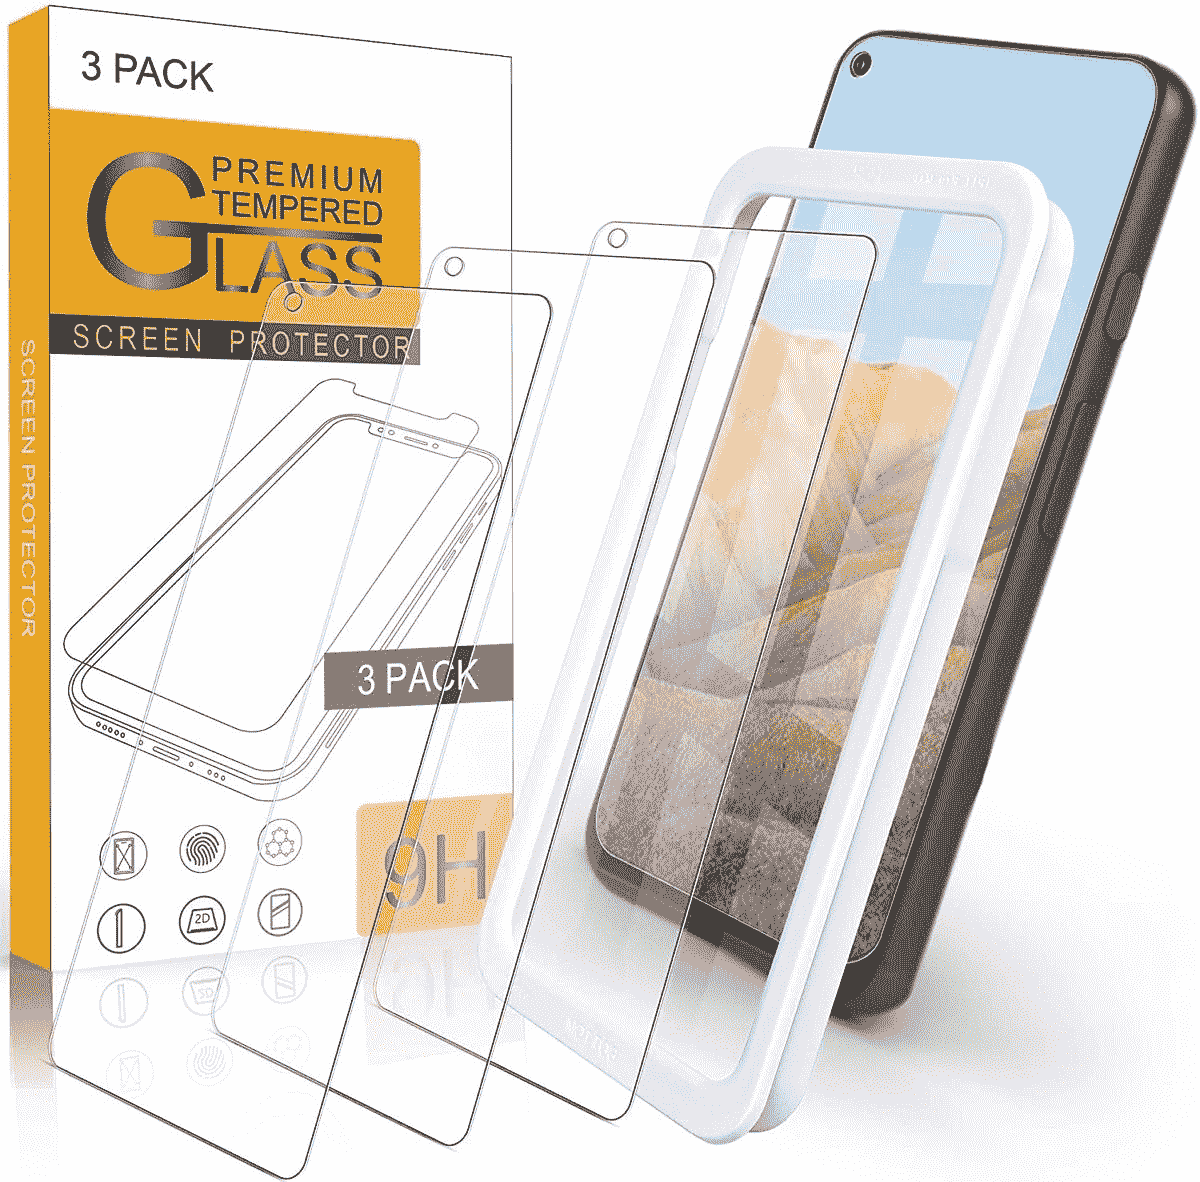 3 PACK
PREMIUM
TEMPERED
GLASS
SCREEN PROTECTOR
SCREEN PROTECTOR
3 PACK
9H
2D